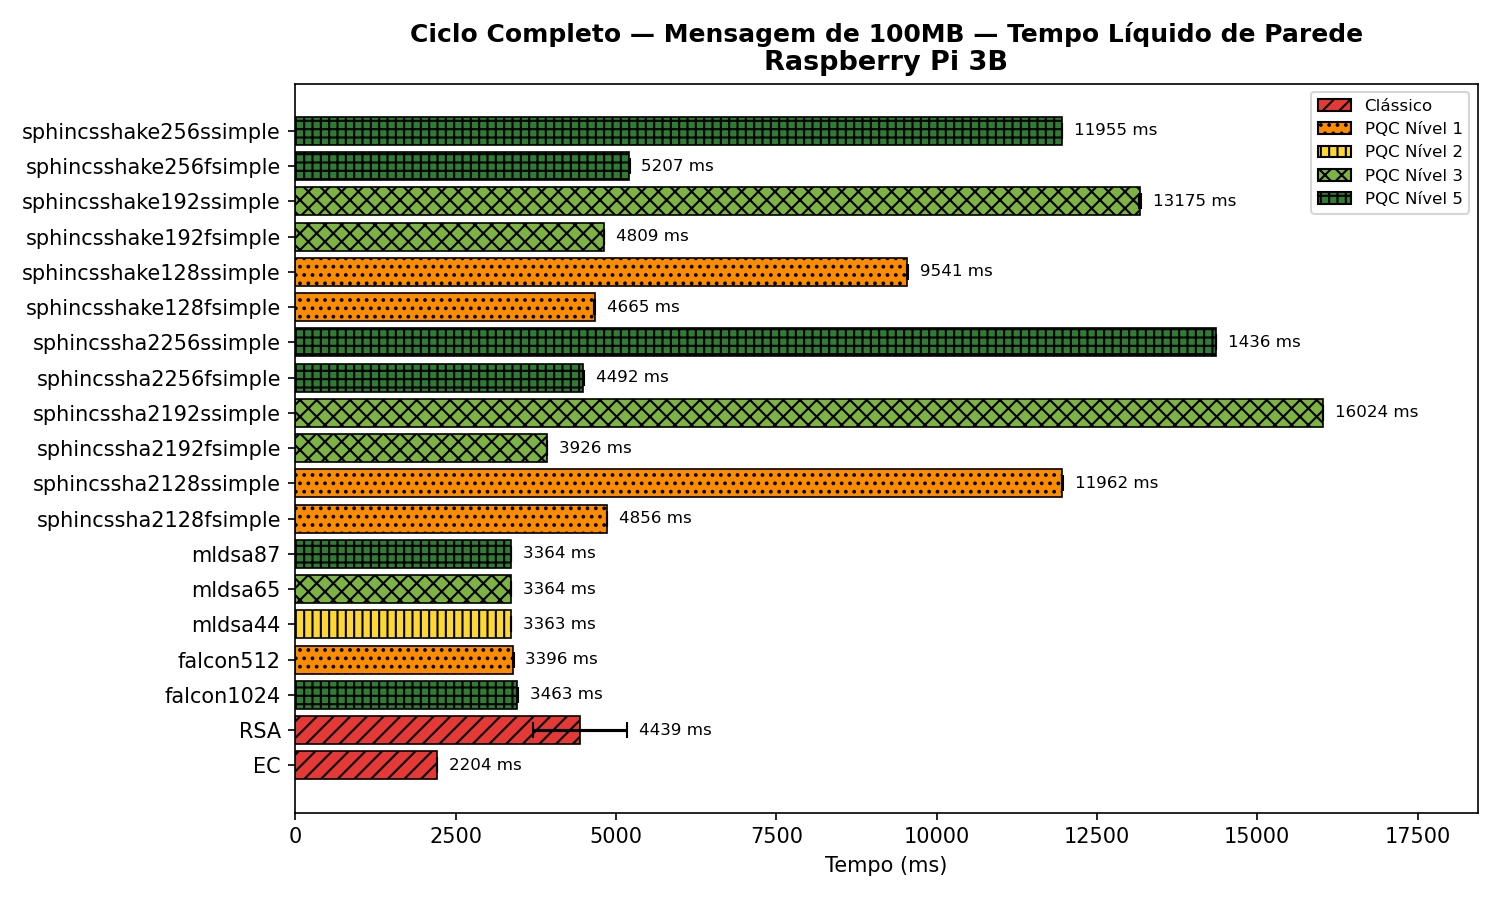 Ciclo Completo — Mensagem de 100MB — Tempo Líquido de Parede
Raspberry Pi 3B
Clássico
PQC Nível 1
PQC Nível 2
PQC Nível 3
PQC Nível 5
sphincsshake256ssimple 11955 ms
sphincsshake256fsimple 5207 ms
sphincsshake192ssimple 13175 ms
sphincsshake192fsimple 4809 ms
sphincsshake128ssimple 9541 ms
sphincsshake128fsimple 4665 ms
sphincssha2256ssimple 1436 ms
sphincssha2256fsimple 4492 ms
sphincssha2192ssimple 16024 ms
sphincssha2192fsimple 3926 ms
sphincssha2128ssimple 11962 ms
sphincssha2128fsimple 4856 ms
mldsa87 3364 ms
mldsa65 3364 ms
mldsa44 3363 ms
falcon512 3396 ms
falcon1024 3463 ms
RSA 4439 ms
EC 2204 ms
0 2500 5000 7500 10000 12500 15000 17500
Tempo (ms)